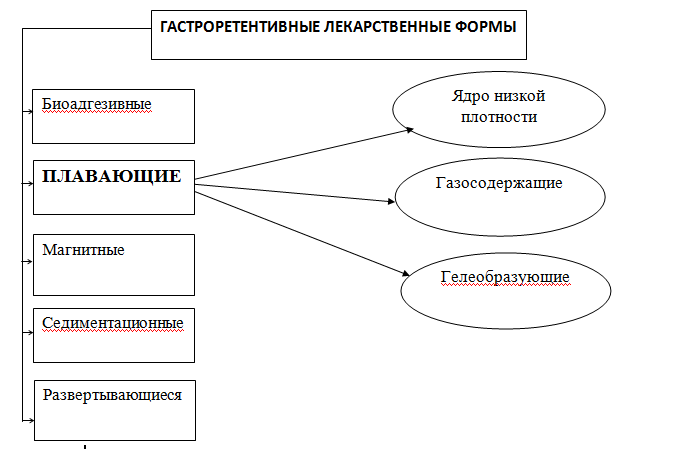 ГАСТРОРЕТЕНТИВНЫЕ ЛЕКАРСТВЕННЫЕ ФОРМЫ
Биоадгезивные
ПЛАВАЮЩИЕ
Магнитные
Седиментационные
Развертывающиеся
Ядро низкой
плотности
Газосодержащие
Гелеобразующие